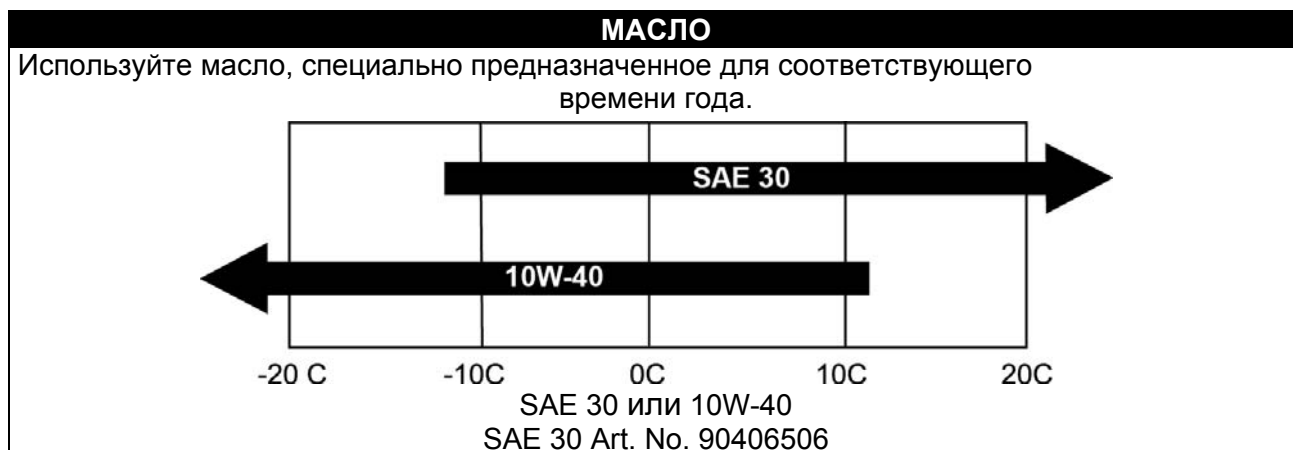 МАСЛО
Используйте масло, специально предназначенное для соответствующего
времени года.
SAE 30
10W-40
-20 C -10C 0C 10C 20C
SAE 30 или 10W-40
SAE 30 Art. No. 90406506